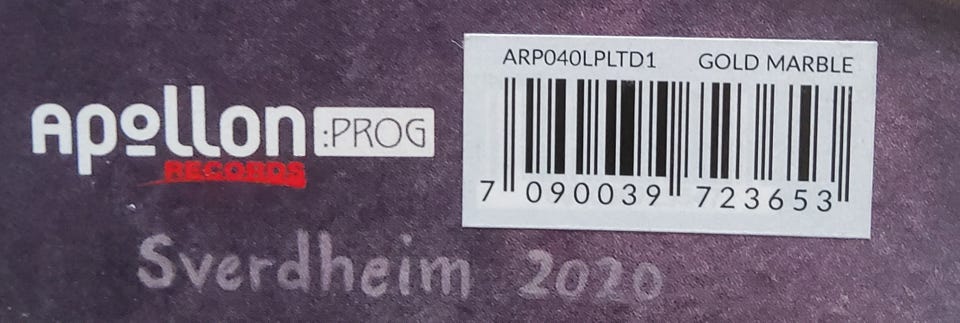 ARP040LPLTD1 GOLD MARBLE
Apollon :PROG
RECORDS
7 090039 723653
Sverdheim 2020